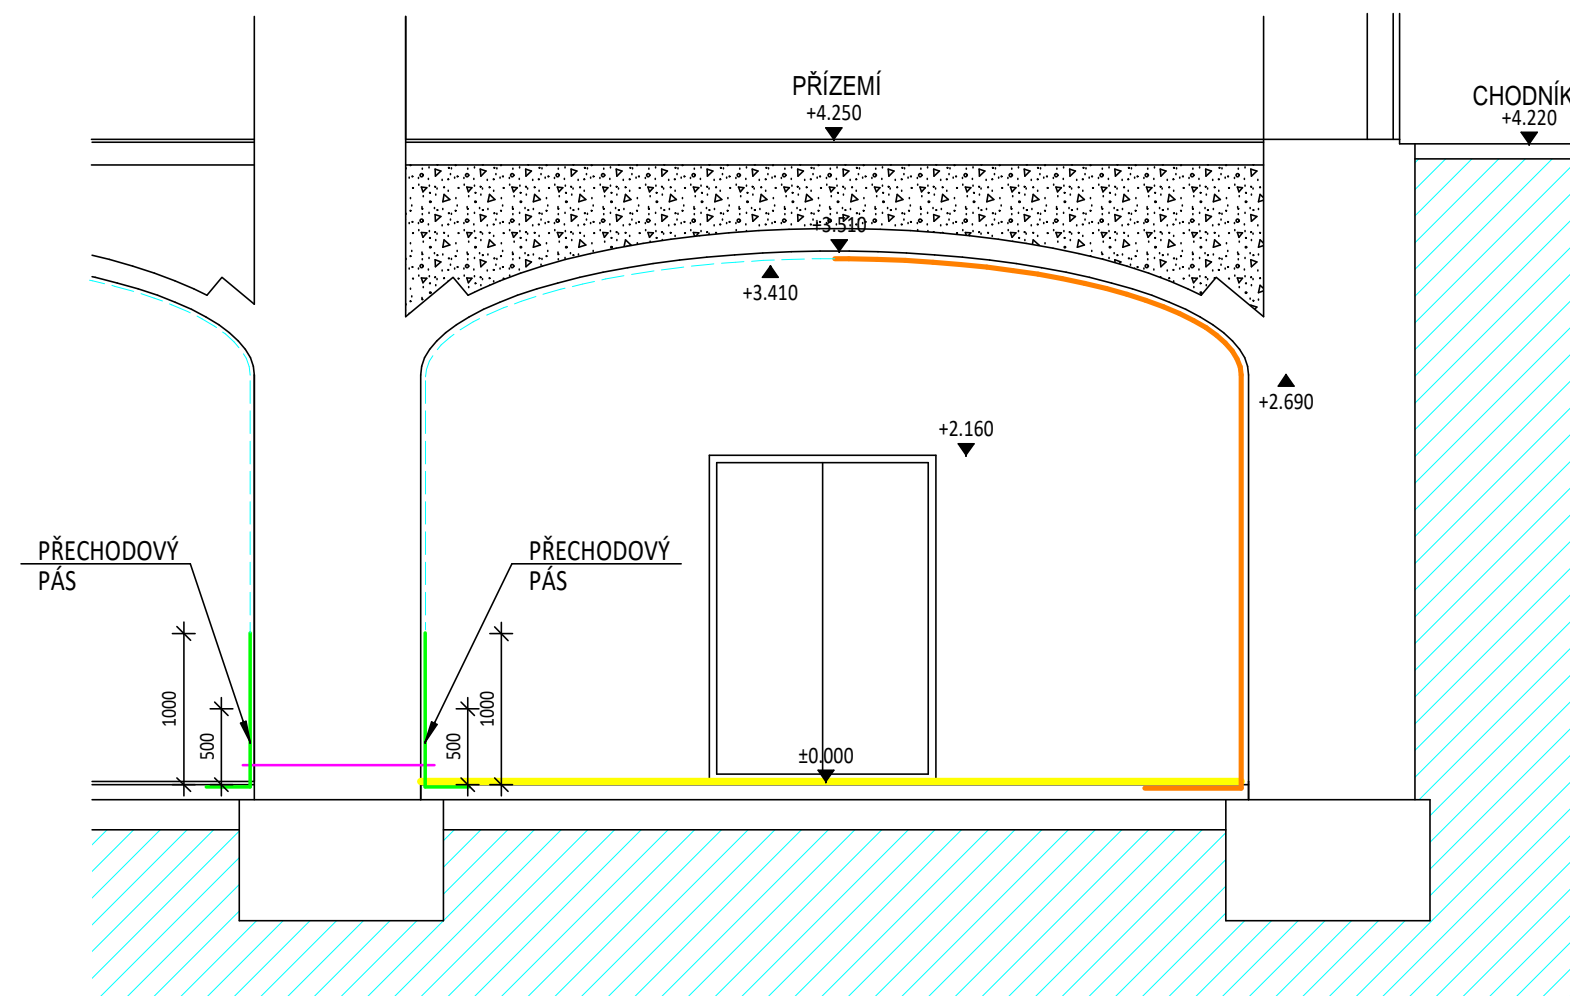 PŘÍZEMÍ
+4.250
CHODNÍK
+4.220
+3.510
+3.410
+2.690
+2.160
PŘECHODOVÝ
PÁS
PŘECHODOVÝ
PÁS
1000
500
500
1000
±0.000